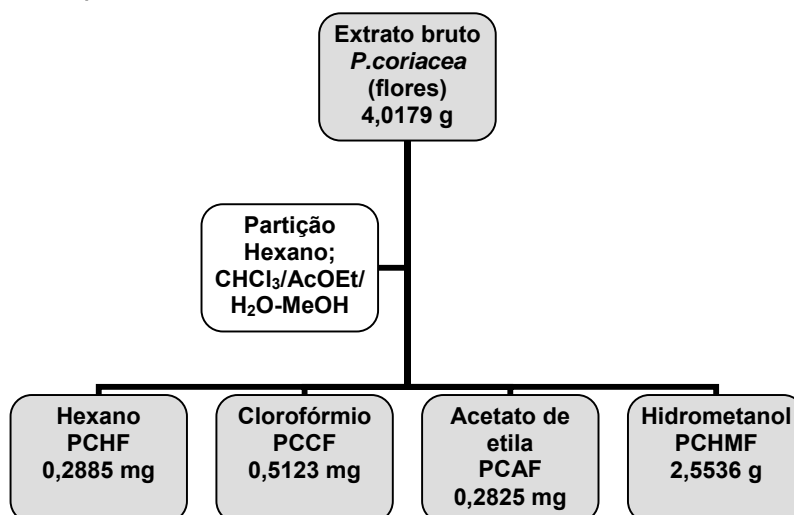 Extrato bruto
P.coriacea
(flores)
4,0179 g
Partição
Hexano;
CHCl₃/AcOEt/
H₂O-MeOH
Hexano
PCHF
0,2885 mg
Clorofórmio
PCCF
0,5123 mg
Acetato de
etila
PCAF
0,2825 mg
Hidrometanol
PCHMF
2,5536 g